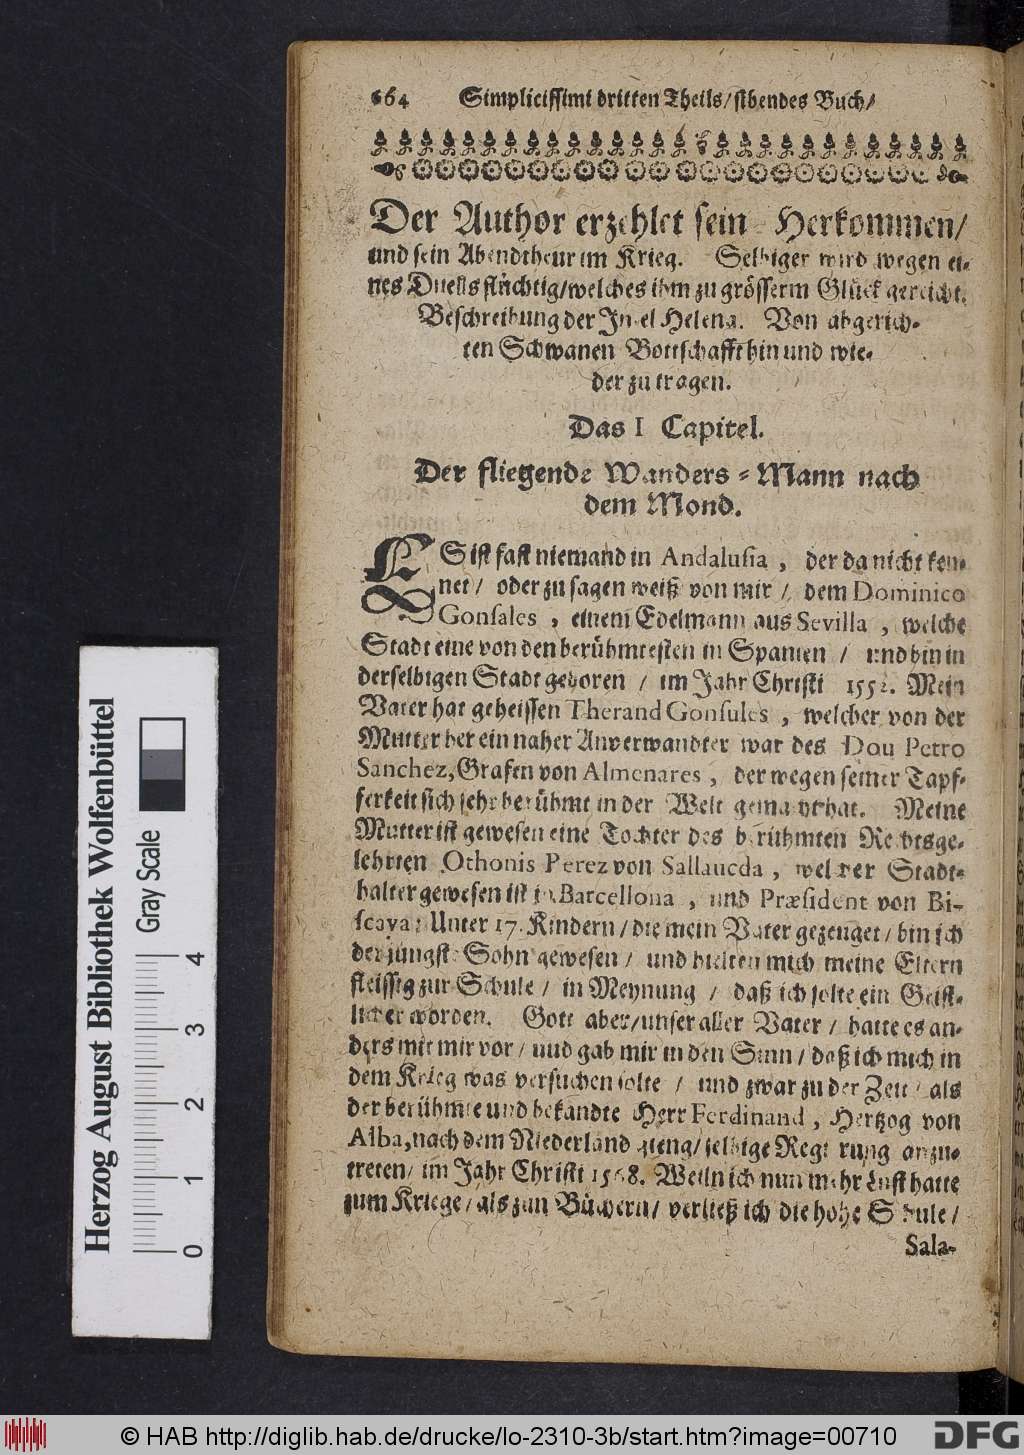 664 Simplicissimi dritten Theils/sibendes Buch/
Der Author erzehlet sein Herkommen/
und sein Abendtheur im Krieg. Selbiger wird wegen ei-
nes Duells flüchtig/welches ihm zu grösserm Glück gereicht.
Beschreibung der Insel Helena. Von abgerich-
ten Schwanen Bottschafft hin und wie-
der zu tragen.
Das I Capitel.
Der fliegende Wanders-Mann nach
dem Mond.
ES ist fast niemand in Andalusia, der da nicht ken-
net/ oder zu sagen weiß von mir/ dem Dominico
Gonsales, einem Edelmann aus Sevilla, welche
Stadt eine von den berühmtesten in Spanien/ und bin in
derselbigen Stadt geboren/ im Jahr Christi 1552. Mein
Vater hat geheissen Therand Gonsules, welcher von der
Mutter her ein naher Anverwandter war des Dou Petro
Sanchez, Grafen von Almenares, der wegen seiner Tapf-
ferkeit sich sehr berühmt in der Welt gemacht hat. Meine
Mutter ist gewesen eine Tochter des berühmten Rechtsge-
lehrten Othonis Perez von Sallaucda, welcher Stadt-
halter gewesen ist in Barcellona, und Præsident von Bi-
scaya: Unter 17. Kindern/die mein Vater gezeuget/bin ich
der jüngste Sohn gewesen/ und hielten mich meine Eltern
fleissig zur Schule/ in Meynung/ daß ich solte ein Geist-
licher worden. Gott aber/unser aller Vater/ hatte es an-
ders mit mir vor/ und gab mir in den Sinn/daß ich mich in
dem Krieg was versuchen solte/ und zwar zu der Zeit/ als
der berühmte und bekandte Herr Ferdinand, Hertzog von
Alba, nach dem Niederland gieng/selbige Regierung anzu-
treten/ im Jahr Christi 1568. Weiln ich nun mehr Lust hatte
zum Kriege/als zun Büchern/ verließ ich die hohe Schule/
Sala-
Herzog August Bibliothek Wolfenbüttel
Gray Scale
0 1 2 3 4
© HAB http://diglib.hab.de/drucke/lo-2310-3b/start.htm?image=00710
DFG